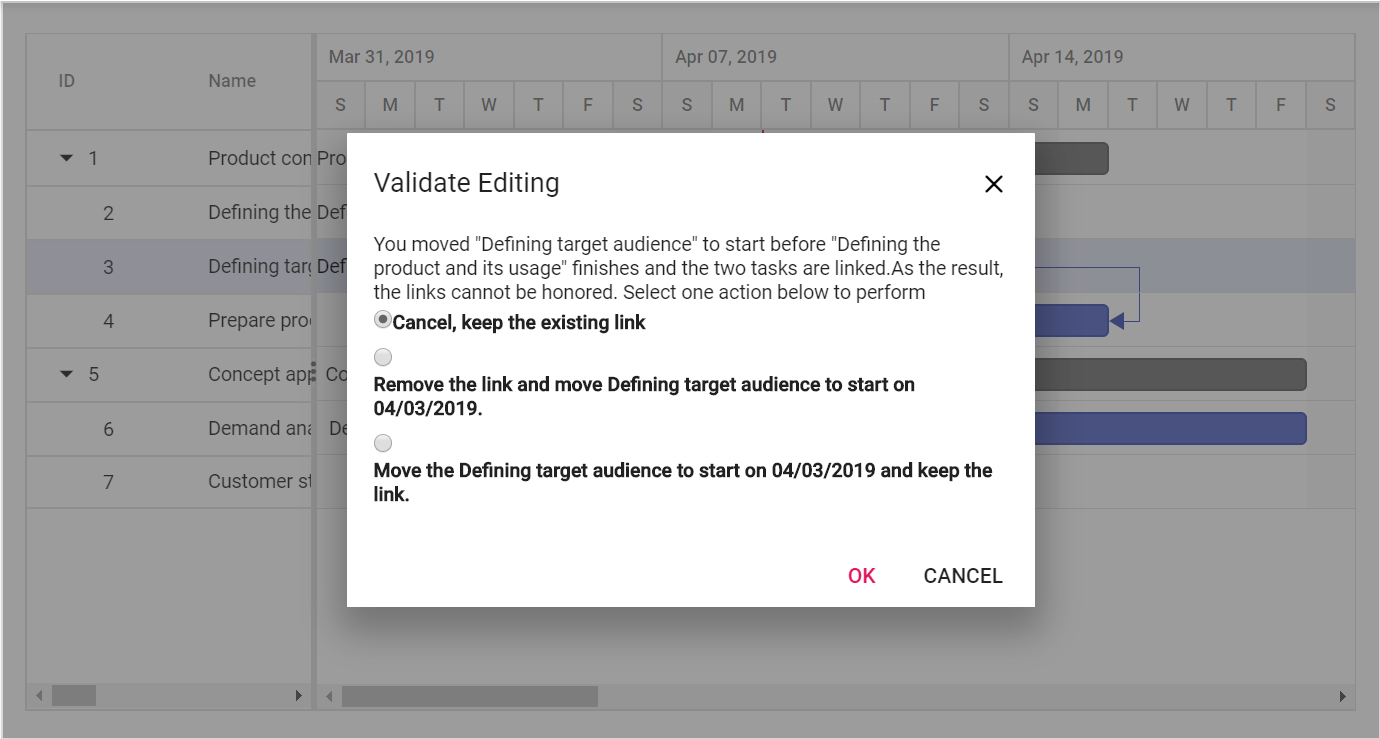 Mar 31, 2019 Apr 07, 2019 Apr 14, 2019
ID Name
S M T W T F S S M T W T F S S M T W T F S
1 Product con Pro
2 Defining the Def
3 Defining targ Def
4 Prepare pro
5 Concept app Co
6 Demand ana De
7 Customer st
Validate Editing
You moved "Defining target audience" to start before "Defining the
product and its usage" finishes and the two tasks are linked.As the result,
the links cannot be honored. Select one action below to perform
Cancel, keep the existing link
Remove the link and move Defining target audience to start on
04/03/2019.
Move the Defining target audience to start on 04/03/2019 and keep the
link.
OK CANCEL